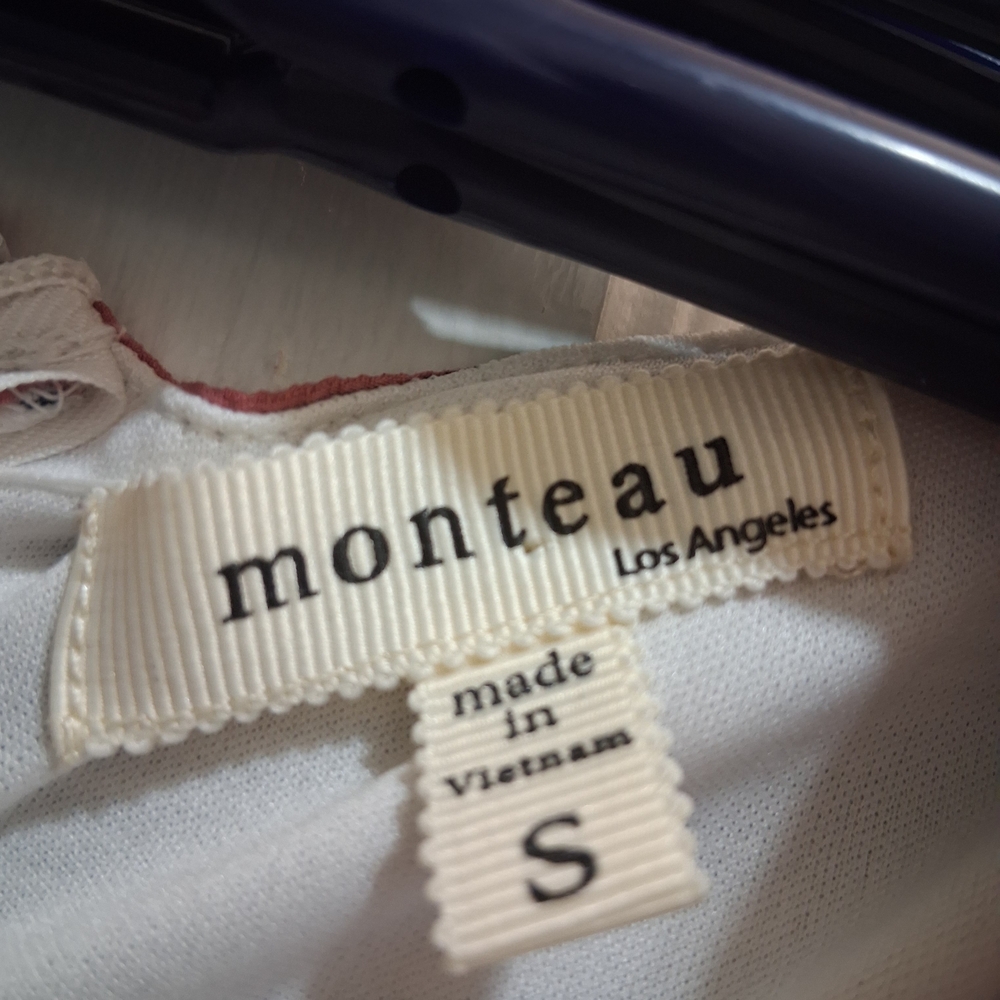 monteau
Los Angeles
made
in
Vietnam
S